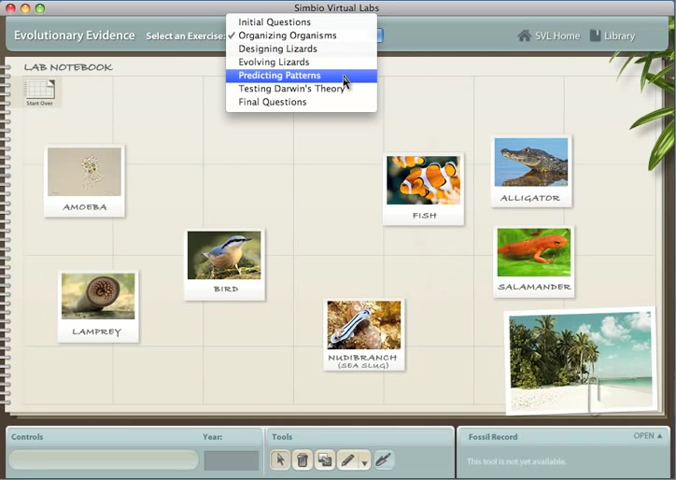 Simbio Virtual Labs
Evolutionary Evidence
Select an Exercise:
Initial Questions
✓ Organizing Organisms
Designing Lizards
Evolving Lizards
Predicting Patterns
Testing Darwin's Theory
Final Questions
SVL Home
Library
LAB NOTEBOOK
Start Over
AMOEBA
FISH
ALLIGATOR
BIRD
SALAMANDER
LAMPREY
NUDIBRANCH
(SEA SLUG)
Controls
Year:
Tools
Fossil Record
OPEN ▲
This tool is not yet available.